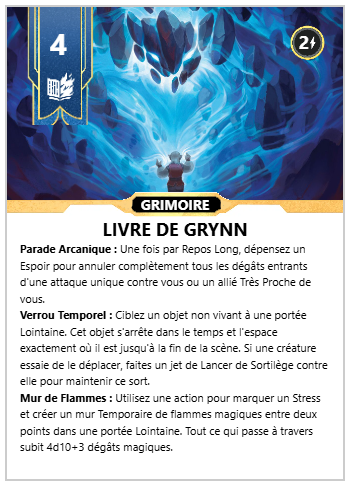 4
2
GRIMOIRE
LIVRE DE GRYNN
Parade Arcanique : Une fois par Repos Long, dépensez un
Espoir pour annuler complètement tous les dégâts entrants
d'une attaque unique contre vous ou un allié Très Proche de
vous.
Verrou Temporel : Ciblez un objet non vivant à une portée
Lointaine. Cet objet s'arrête dans le temps et l'espace
exactement où il est jusqu'à la fin de la scène. Si une créature
essaie de le déplacer, faites un jet de Lancer de Sortilège contre
elle pour maintenir ce sort.
Mur de Flammes : Utilisez une action pour marquer un Stress
et créer un mur Temporaire de flammes magiques entre deux
points dans une portée Lointaine. Tout ce qui passe à travers
subit 4d10+3 dégâts magiques.